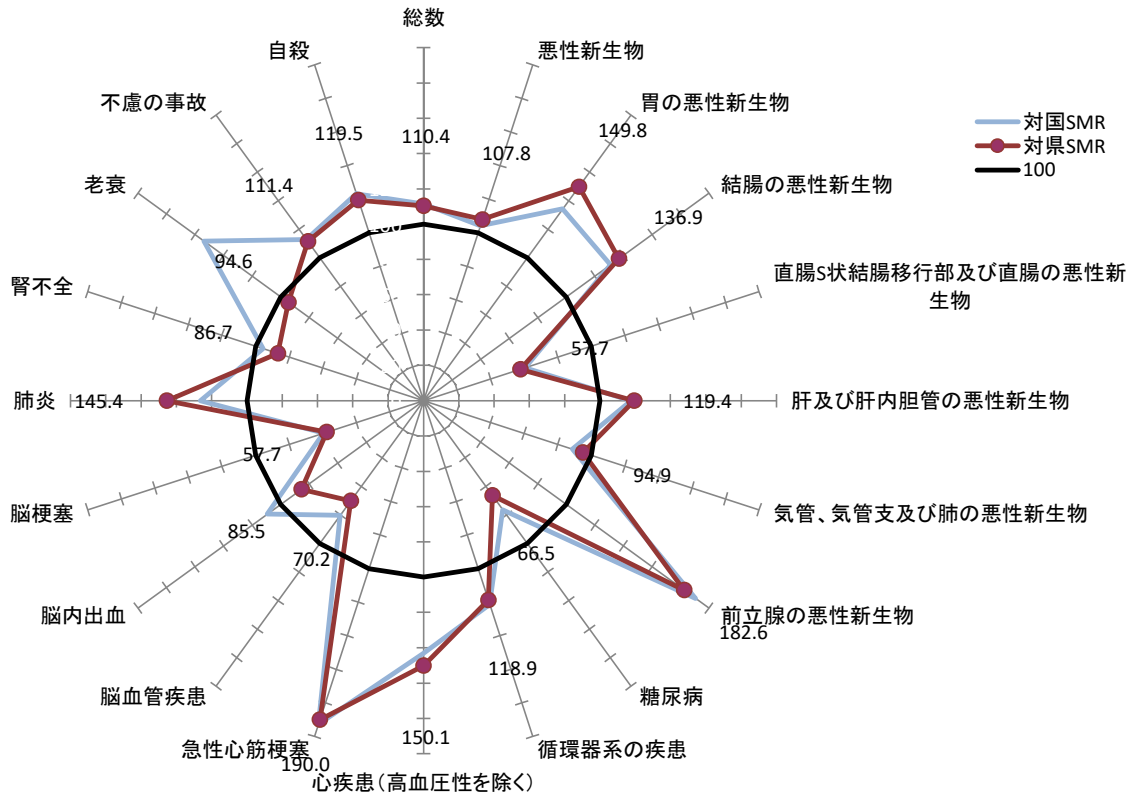 総数
110.4
悪性新生物
107.8
胃の悪性新生物
149.8
結腸の悪性新生物
136.9
直腸S状結腸移行部及び直腸の悪性新
生物
57.7
肝及び肝内胆管の悪性新生物
119.4
気管、気管支及び肺の悪性新生物
94.9
前立腺の悪性新生物
182.6
糖尿病
66.5
循環器系の疾患
118.9
心疾患(高血圧性を除く)
150.1
急性心筋梗塞
190.0
脳血管疾患
70.2
脳内出血
85.5
脳梗塞
57.7
肺炎
145.4
腎不全
86.7
老衰
94.6
不慮の事故
111.4
自殺
119.5
100
対国SMR
対県SMR
100